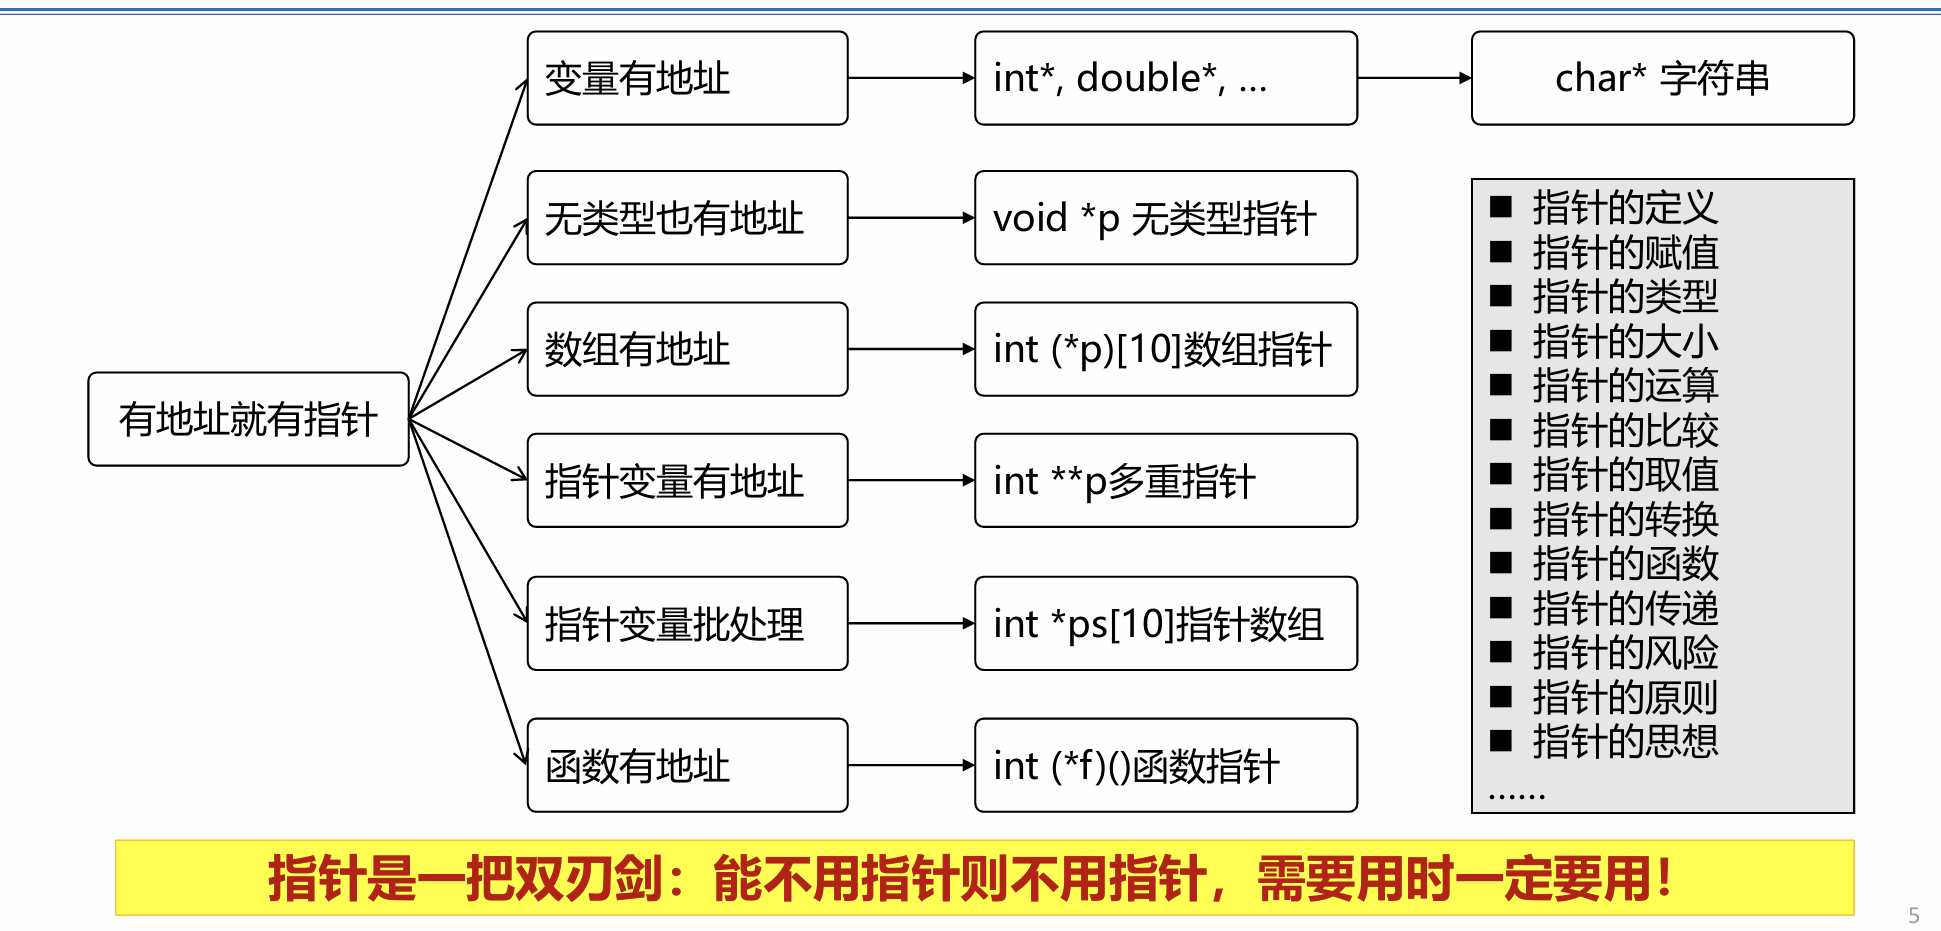 变量有地址
int*, double*, ...
char* 字符串
无类型也有地址
void *p 无类型指针
数组有地址
int (*p)[10]数组指针
有地址就有指针
指针变量有地址
int **p多重指针
指针变量批处理
int *ps[10]指针数组
函数有地址
int (*f)()函数指针
■ 指针的定义
■ 指针的赋值
■ 指针的类型
■ 指针的大小
■ 指针的运算
■ 指针的比较
■ 指针的取值
■ 指针的转换
■ 指针的函数
■ 指针的传递
■ 指针的风险
■ 指针的原则
■ 指针的思想
......
指针是一把双刃剑：能不用指针则不用指针，需要用时一定要用！
5